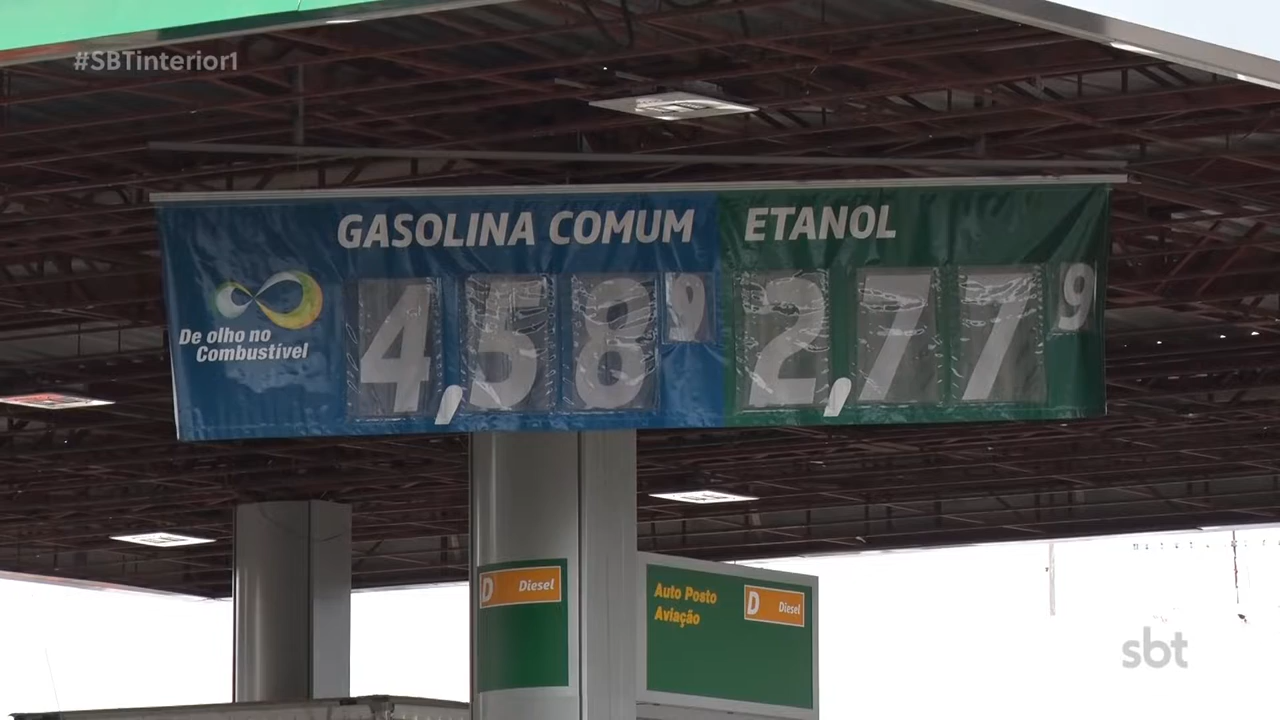 #SBTinterior1
GASOLINA COMUM
ETANOL
De olho no
Combustível
4,589
2,779
D Diesel
Auto Posto
Aviação
D Diesel
sbt